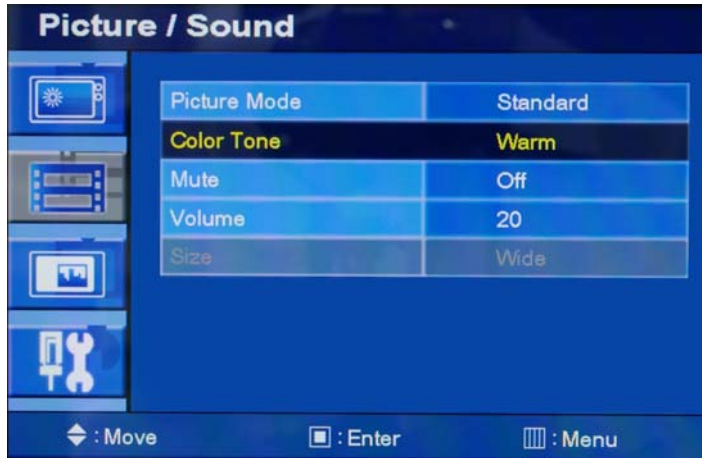 Picture / Sound
Picture Mode Standard
Color Tone Warm
Mute Off
Volume 20
Size Wide
: Move : Enter : Menu